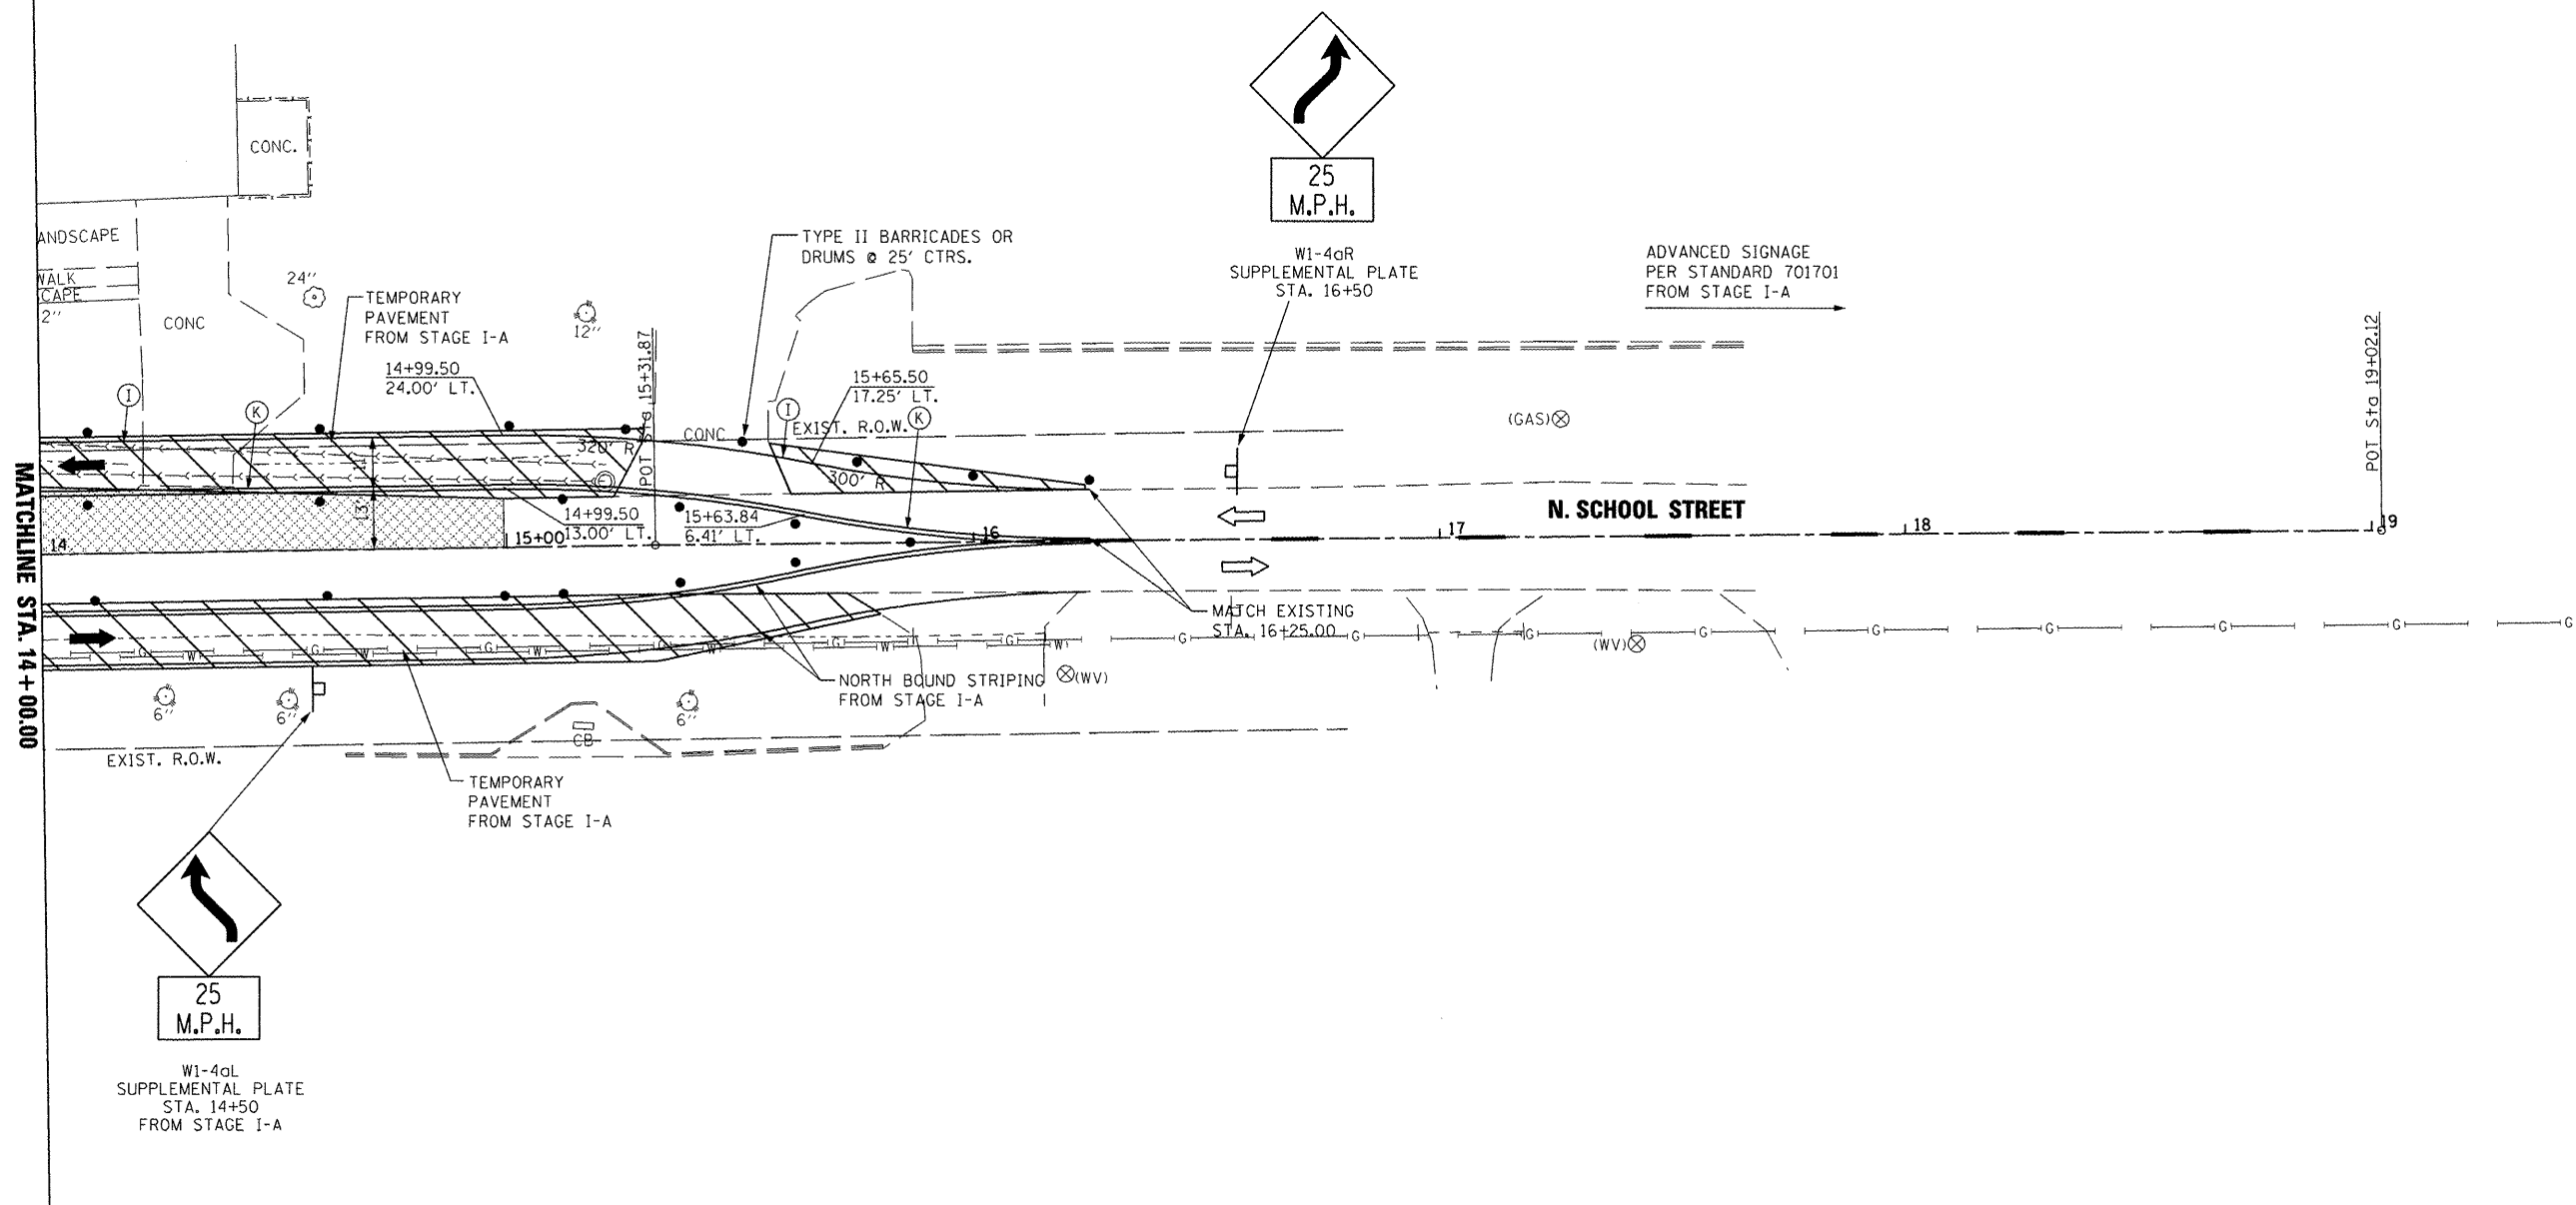 25
M.P.H.
W1-4aR
SUPPLEMENTAL PLATE
STA. 16+50
ADVANCED SIGNAGE
PER STANDARD 701701
FROM STAGE I-A
CONC.
ANDSCAPE
WALK
CAPE
2"
CONC
24"
TEMPORARY
PAVEMENT
FROM STAGE I-A
12"
TYPE II BARRICADES OR
DRUMS @ 25' CTRS.
14+99.50
24.00' LT.
POT Sta 15+31.87
15+65.50
17.25' LT.
I
K
CONC
I
EXIST. R.O.W.
K
(GAS)
POT Sta 19+02.12
320' R
300' R
11'
13'
14+99.50
13.00' LT.
15+63.84
6.41' LT.
N. SCHOOL STREET
14
15+00
16
17
18
19
MATCHLINE STA. 14+00.00
MATCH EXISTING
STA. 16+25.00
G
W
G
W
G
W
G
W
G
W
G
W
G
G
G
G
G
G
G
G
G
(WV)
(WV)
NORTH BOUND STRIPING
FROM STAGE I-A
6"
6"
6"
CB
EXIST. R.O.W.
TEMPORARY
PAVEMENT
FROM STAGE I-A
25
M.P.H.
W1-4aL
SUPPLEMENTAL PLATE
STA. 14+50
FROM STAGE I-A